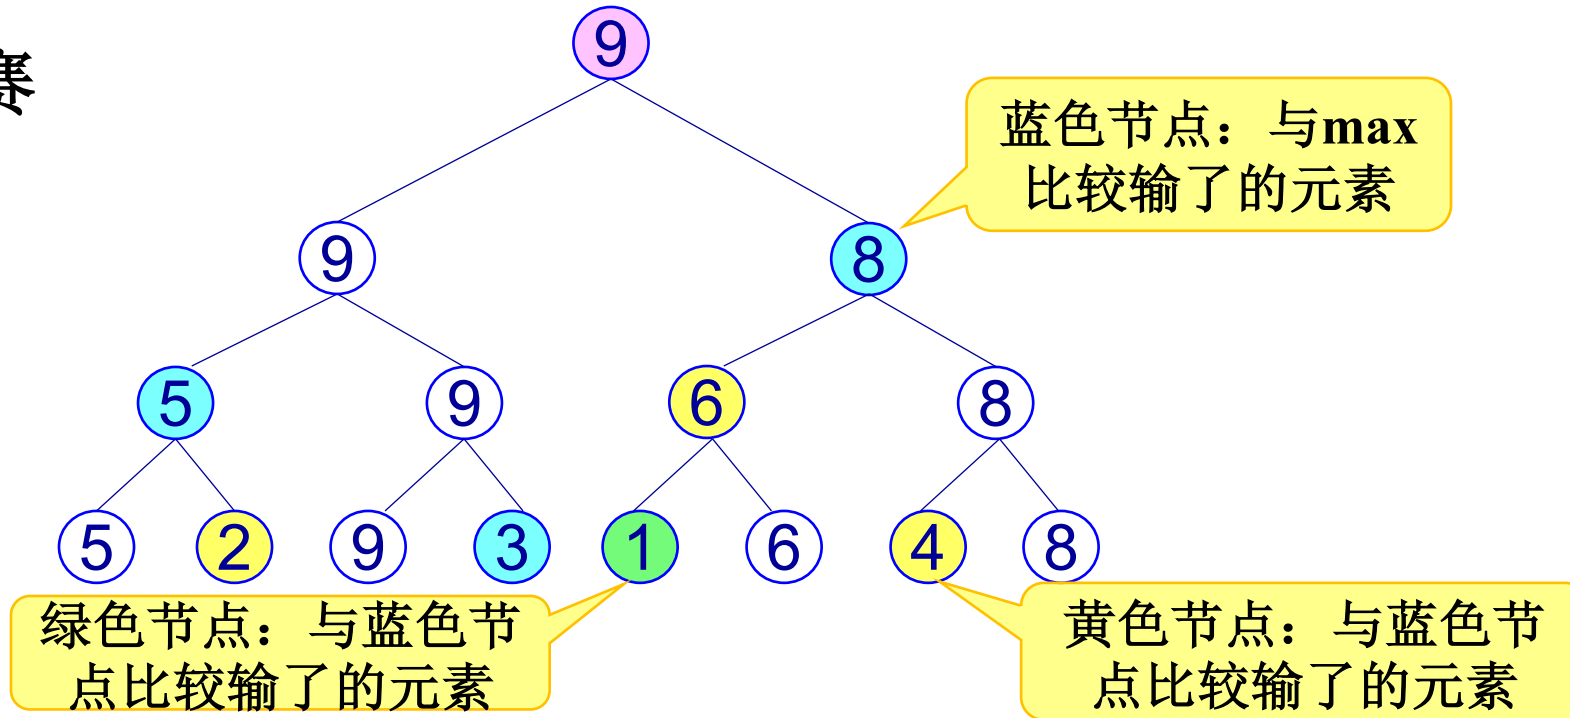 赛
9
蓝色节点：与max
比较输了的元素
9 8
5 9 6 8
5 2 9 3 1 6 4 8
绿色节点：与蓝色节
点比较输了的元素
黄色节点：与蓝色节
点比较输了的元素